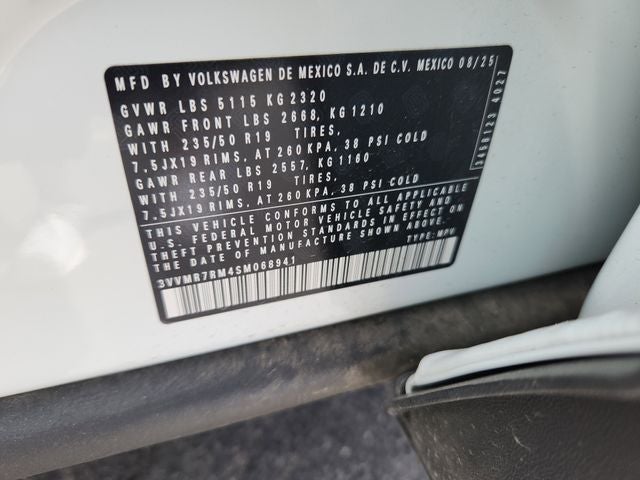 MFD BY VOLKSWAGEN DE MEXICO S.A. DE C.V. MEXICO 08/25
GVWR LBS 5115 KG 2320
GAWR FRONT LBS 2668, KG 1210
WITH 235/50 R19 TIRES,
7.5JX19 RIMS, AT 260 KPA, 38 PSI COLD
GAWR REAR LBS 2557, KG 1160
WITH 235/50 R19 TIRES,
7.5JX19 RIMS, AT 260 KPA, 38 PSI COLD
THIS VEHICLE CONFORMS TO ALL APPLICABLE
U.S. FEDERAL MOTOR VEHICLE SAFETY AND
THEFT PREVENTION STANDARDS IN EFFECT ON
THE DATE OF MANUFACTURE SHOWN ABOVE.
TYPE: MPV
3VVMR7RM4SM068941
3458123 4027